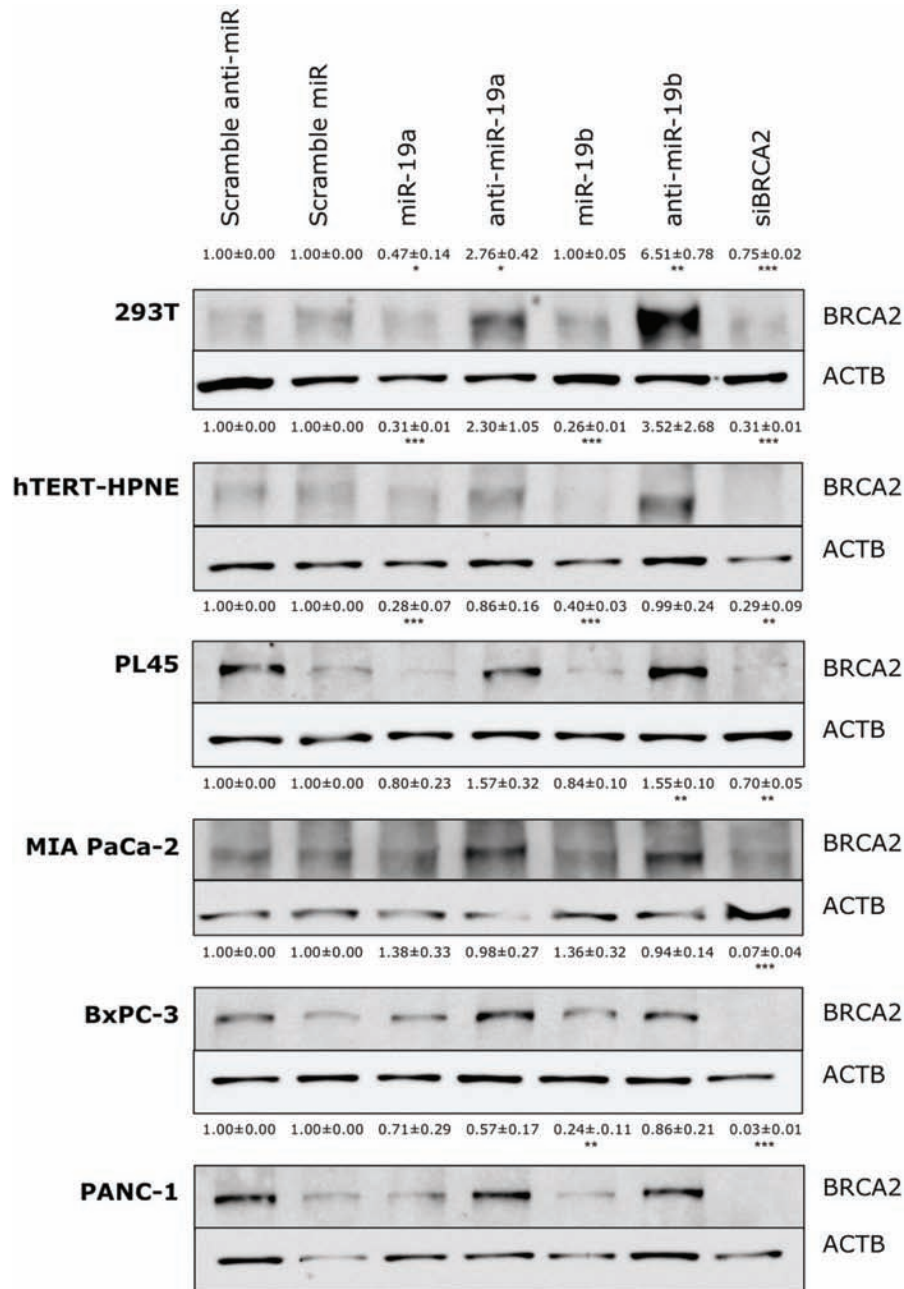 Scramble anti-miR
Scramble miR
miR-19a
anti-miR-19a
miR-19b
anti-miR-19b
siBRCA2
1.00±0.00 1.00±0.00 0.47±0.14 2.76±0.42 1.00±0.05 6.51±0.78 0.75±0.02
* * ** ***
293T BRCA2
ACTB
1.00±0.00 1.00±0.00 0.31±0.01 2.30±1.05 0.26±0.01 3.52±2.68 0.31±0.01
*** *** ***
hTERT-HPNE BRCA2
ACTB
1.00±0.00 1.00±0.00 0.28±0.07 0.86±0.16 0.40±0.03 0.99±0.24 0.29±0.09
*** *** **
PL45 BRCA2
ACTB
1.00±0.00 1.00±0.00 0.80±0.23 1.57±0.32 0.84±0.10 1.55±0.10 0.70±0.05
** **
MIA PaCa-2 BRCA2
ACTB
1.00±0.00 1.00±0.00 1.38±0.33 0.98±0.27 1.36±0.32 0.94±0.14 0.07±0.04
***
BxPC-3 BRCA2
ACTB
1.00±0.00 1.00±0.00 0.71±0.29 0.57±0.17 0.24±.0.11 0.86±0.21 0.03±0.01
** ***
PANC-1 BRCA2
ACTB